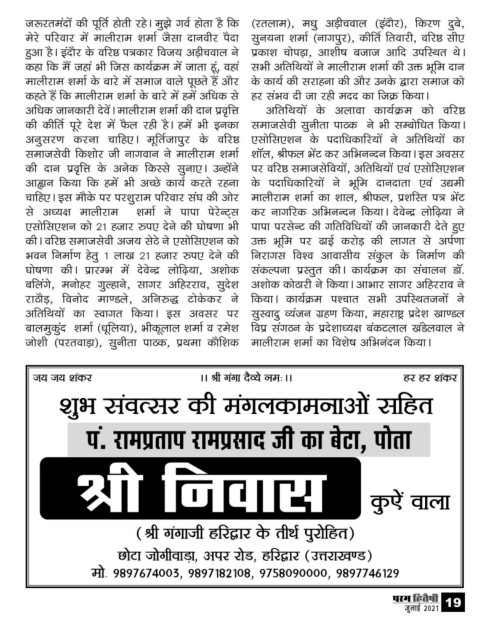 जरूरतमंदों की पूर्ति होती रहे। मुझे गर्व होता है कि
मेरे परिवार में मालीराम शर्मा जैसा दानवीर पैदा
हुआ है। इंदौर के वरिष्ठ पत्रकार विजय अड़ीचवाल ने
कहा कि मैं जहां भी जिस कार्यक्रम में जाता हूं, वहां
मालीराम शर्मा के बारे में समाज वाले पूछते हैं और
कहते हैं कि मालीराम शर्मा के बारे में हमें अधिक से
अधिक जानकारी देवें। मालीराम शर्मा की दान प्रवृत्ति
की कीर्ति पूरे देश में फैल रही है। हमें भी इनका
अनुसरण करना चाहिए। मूर्तिजापुर के वरिष्ठ
समाजसेवी किशोर जी नागवान ने मालीराम शर्मा
की दान प्रवृत्ति के अनेक किस्से सुनाए। उन्होंने
आह्वान किया कि हमें भी अच्छे कार्य करते रहना
चाहिए। इस मौके पर परशुराम परिवार संघ की ओर
से अध्यक्ष मालीराम शर्मा ने पापा पेरेन्ट्स
एसोसिएशन को 21 हजार रुपए देने की घोषणा भी
की। वरिष्ठ समाजसेवी अजय सेठे ने एसोसिएशन को
भवन निर्माण हेतु 1 लाख 21 हजार रुपए देने की
घोषणा की। प्रारम्भ में देवेन्द्र लोढ़िया, अशोक
बलिंगे, मनोहर गुल्हाने, सागर अहिरराव, सुदेश
राठौड़, विनोद माण्डले, अनिरुद्ध टोकेकर ने
अतिथियों का स्वागत किया। इस अवसर पर
बालमुकुंद शर्मा (धूलिया), भीकूलाल शर्मा व रमेश
जोशी (परतवाड़ा), सुनीता पाठक, प्रथमा कौशिक
(रतलाम), मधु अड़ीचवाल (इंदौर), किरण दुबे,
सुनयना शर्मा (नागपुर), कीर्ति तिवारी, वरिष्ठ सीए
प्रकाश चोपड़ा, आशीष बजाज आदि उपस्थित थे।
सभी अतिथियों ने मालीराम शर्मा की उक्त भूमि दान
के कार्य की सराहना की और उनके द्वारा समाज को
हर संभव दी जा रही मदद का जिक्र किया।
अतिथियों के अलावा कार्यक्रम को वरिष्ठ
समाजसेवी सुनीता पाठक ने भी सम्बोधित किया।
एसोसिएशन के पदाधिकारियों ने अतिथियों का
शॉल, श्रीफल भेंट कर अभिनन्दन किया। इस अवसर
पर वरिष्ठ समाजसेवियों, अतिथियों एवं एसोसिएशन
के पदाधिकारियों ने भूमि दानदाता एवं उद्यमी
मालीराम शर्मा का शाल, श्रीफल, प्रशस्ति पत्र भेंट
कर नागरिक अभिनन्दन किया। देवेन्द्र लोढ़िया ने
पापा परसेन्ट की गतिविधियों की जानकारी देते हुए
उक्त भूमि पर ढाई करोड़ की लागत से अर्पणा
निरागस विश्व आवासीय संकुल के निर्माण की
संकल्पना प्रस्तुत की। कार्यक्रम का संचालन डॉ.
अशोक कोठारी ने किया। आभार सागर अहिरराव ने
किया। कार्यक्रम पश्चात सभी उपस्थितजनों ने
सुस्वादु व्यंजन ग्रहण किया, महाराष्ट्र प्रदेश खाण्डल
विप्र संगठन के प्रदेशाध्यक्ष बंकटलाल खंडेलवाल ने
मालीराम शर्मा का विशेष अभिनंदन किया।
जय जय शंकर ।। श्री गंगा दैव्ये नमः।। हर हर शंकर
शुभ संवत्सर की मंगलकामनाओं सहित
पं. रामप्रताप रामप्रसाद जी का बेटा, पोता
श्री निवास कुऐं वाला
(श्री गंगाजी हरिद्वार के तीर्थ पुरोहित)
छोटा जोगीवाड़ा, अपर रोड, हरिद्वार (उत्तराखण्ड)
मो. 9897674003, 9897182108, 9758090000, 9897746129
परम हितैषी 19
जुलाई 2021